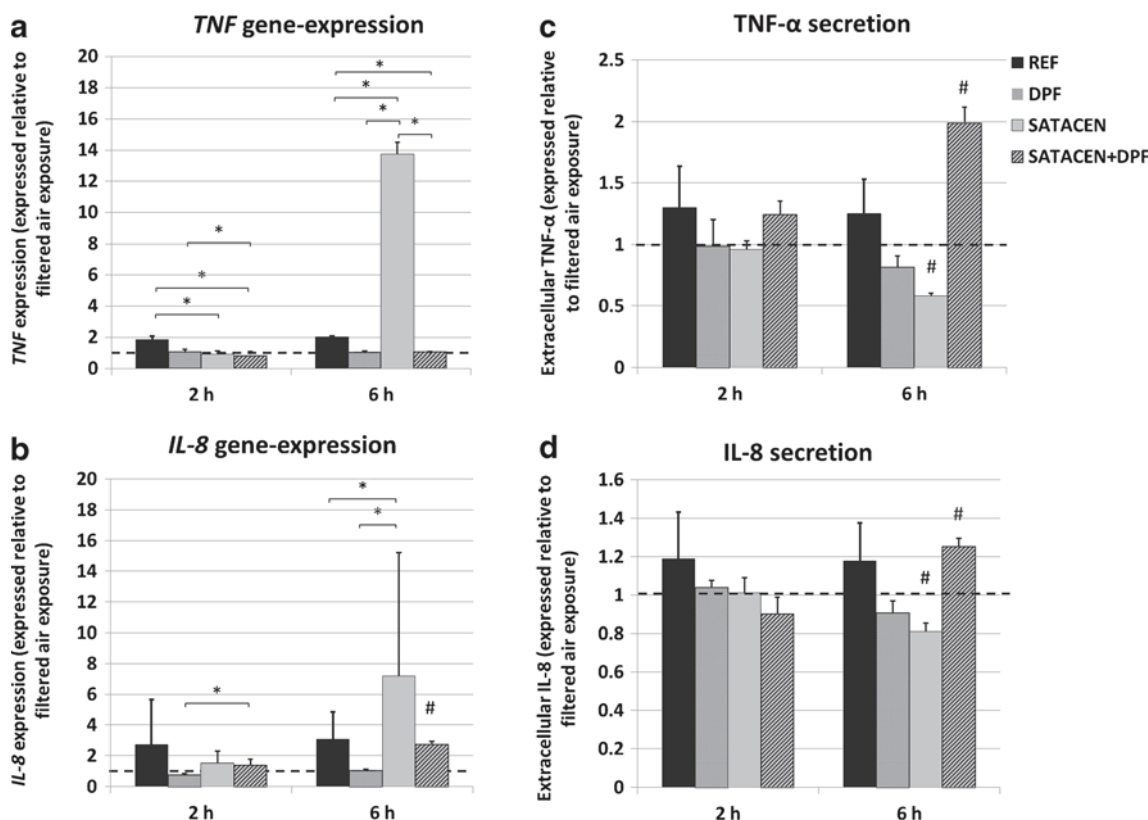 a
TNF gene-expression
TNF expression (expressed relative to
filtered air exposure)
20
18
16
14
12
10
8
6
4
2
0
*
*
*
*
*
*
*
2 h
6 h
c
TNF-α secretion
Extracellular TNF-α (expressed relative
to filtered air exposure)
2.5
2
1.5
1
0.5
0
#
#
2 h
6 h
REF
DPF
SATACEN
SATACEN+DPF
b
IL-8 gene-expression
IL-8 expression (expressed relative to
filtered air exposure)
20
18
16
14
12
10
8
6
4
2
0
*
*
*
#
2 h
6 h
d
IL-8 secretion
Extracellular IL-8 (expressed relative to
filtered air exposure)
1.6
1.4
1.2
1
0.8
0.6
0.4
0.2
0
#
#
2 h
6 h